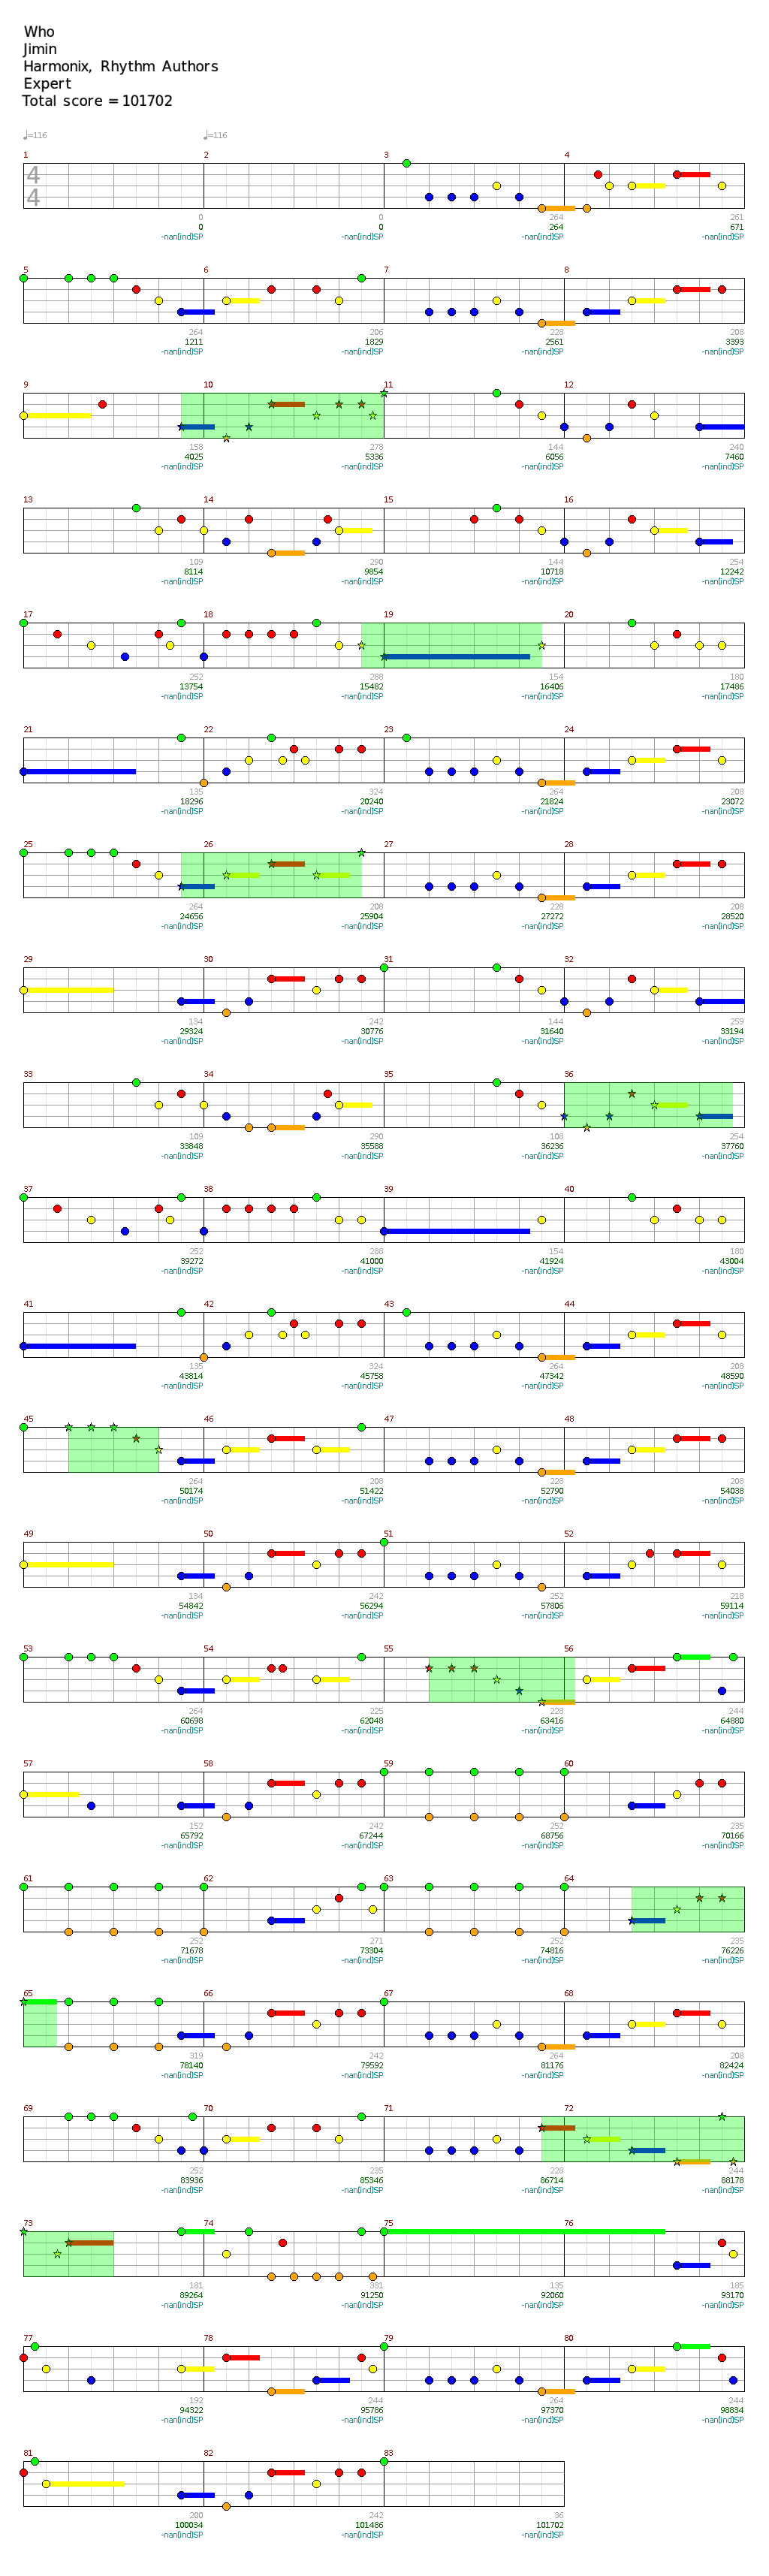 Who
Jimin
Harmonix, Rhythm Authors
Expert
Total score = 101702
♩=116 ♩=116
1 2 3 4
4
4
0 0 264 261
0 0 264 671
-nan(ind)SP -nan(ind)SP -nan(ind)SP -nan(ind)SP
5 6 7 8
264 206 228 208
1211 1829 2561 3393
-nan(ind)SP -nan(ind)SP -nan(ind)SP -nan(ind)SP
9 10 11 12
158 278 144 240
4025 5336 6056 7460
-nan(ind)SP -nan(ind)SP -nan(ind)SP -nan(ind)SP
13 14 15 16
109 290 144 254
8114 9854 10718 12242
-nan(ind)SP -nan(ind)SP -nan(ind)SP -nan(ind)SP
17 18 19 20
252 288 154 180
13754 15482 16406 17486
-nan(ind)SP -nan(ind)SP -nan(ind)SP -nan(ind)SP
21 22 23 24
135 324 264 208
18296 20240 21824 23072
-nan(ind)SP -nan(ind)SP -nan(ind)SP -nan(ind)SP
25 26 27 28
264 208 228 208
24656 25904 27272 28520
-nan(ind)SP -nan(ind)SP -nan(ind)SP -nan(ind)SP
29 30 31 32
134 242 144 259
29324 30776 31640 33194
-nan(ind)SP -nan(ind)SP -nan(ind)SP -nan(ind)SP
33 34 35 36
109 290 108 254
33848 35588 36236 37760
-nan(ind)SP -nan(ind)SP -nan(ind)SP -nan(ind)SP
37 38 39 40
252 288 154 180
39272 41000 41924 43004
-nan(ind)SP -nan(ind)SP -nan(ind)SP -nan(ind)SP
41 42 43 44
135 324 264 208
43814 45758 47342 48590
-nan(ind)SP -nan(ind)SP -nan(ind)SP -nan(ind)SP
45 46 47 48
264 208 228 208
50174 51422 52790 54038
-nan(ind)SP -nan(ind)SP -nan(ind)SP -nan(ind)SP
49 50 51 52
134 242 252 218
54842 56294 57806 59114
-nan(ind)SP -nan(ind)SP -nan(ind)SP -nan(ind)SP
53 54 55 56
264 225 228 244
60698 62048 63416 64880
-nan(ind)SP -nan(ind)SP -nan(ind)SP -nan(ind)SP
57 58 59 60
152 242 252 235
65792 67244 68756 70166
-nan(ind)SP -nan(ind)SP -nan(ind)SP -nan(ind)SP
61 62 63 64
252 271 252 235
71678 73304 74816 76226
-nan(ind)SP -nan(ind)SP -nan(ind)SP -nan(ind)SP
65 66 67 68
319 242 264 208
78140 79592 81176 82424
-nan(ind)SP -nan(ind)SP -nan(ind)SP -nan(ind)SP
69 70 71 72
252 235 228 244
83936 85346 86714 88178
-nan(ind)SP -nan(ind)SP -nan(ind)SP -nan(ind)SP
73 74 75 76
181 331 135 185
89264 91250 92060 93170
-nan(ind)SP -nan(ind)SP -nan(ind)SP -nan(ind)SP
77 78 79 80
192 244 264 244
94322 95786 97370 98834
-nan(ind)SP -nan(ind)SP -nan(ind)SP -nan(ind)SP
81 82 83
200 242 36
100034 101486 101702
-nan(ind)SP -nan(ind)SP -nan(ind)SP